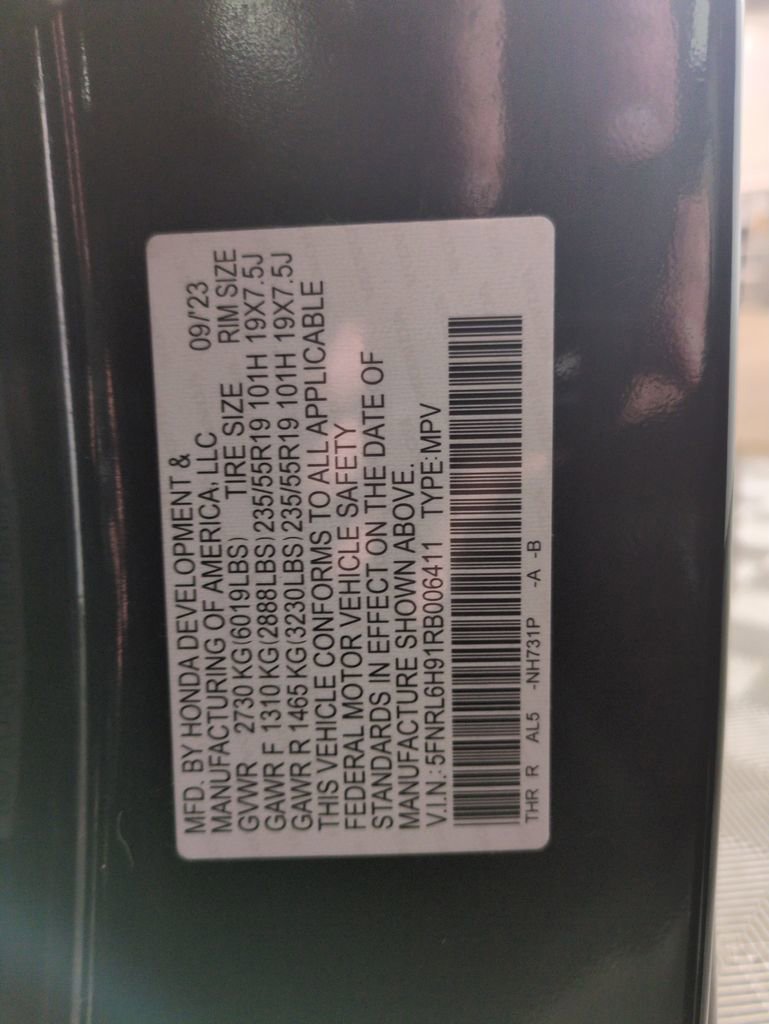 MFD. BY HONDA DEVELOPMENT &
MANUFACTURING OF AMERICA, LLC 09/'23
GVWR 2730 KG(6019LBS) TIRE SIZE RIM SIZE
GAWR F 1310 KG(2888LBS)235/55R19 101H 19X7.5J
GAWR R 1465 KG(3230LBS)235/55R19 101H 19X7.5J
THIS VEHICLE CONFORMS TO ALL APPLICABLE
FEDERAL MOTOR VEHICLE SAFETY
STANDARDS IN EFFECT ON THE DATE OF
MANUFACTURE SHOWN ABOVE.
V.I.N.:5FNRL6H91RB006411 TYPE:MPV
THR R AL5 -NH731P -A -B